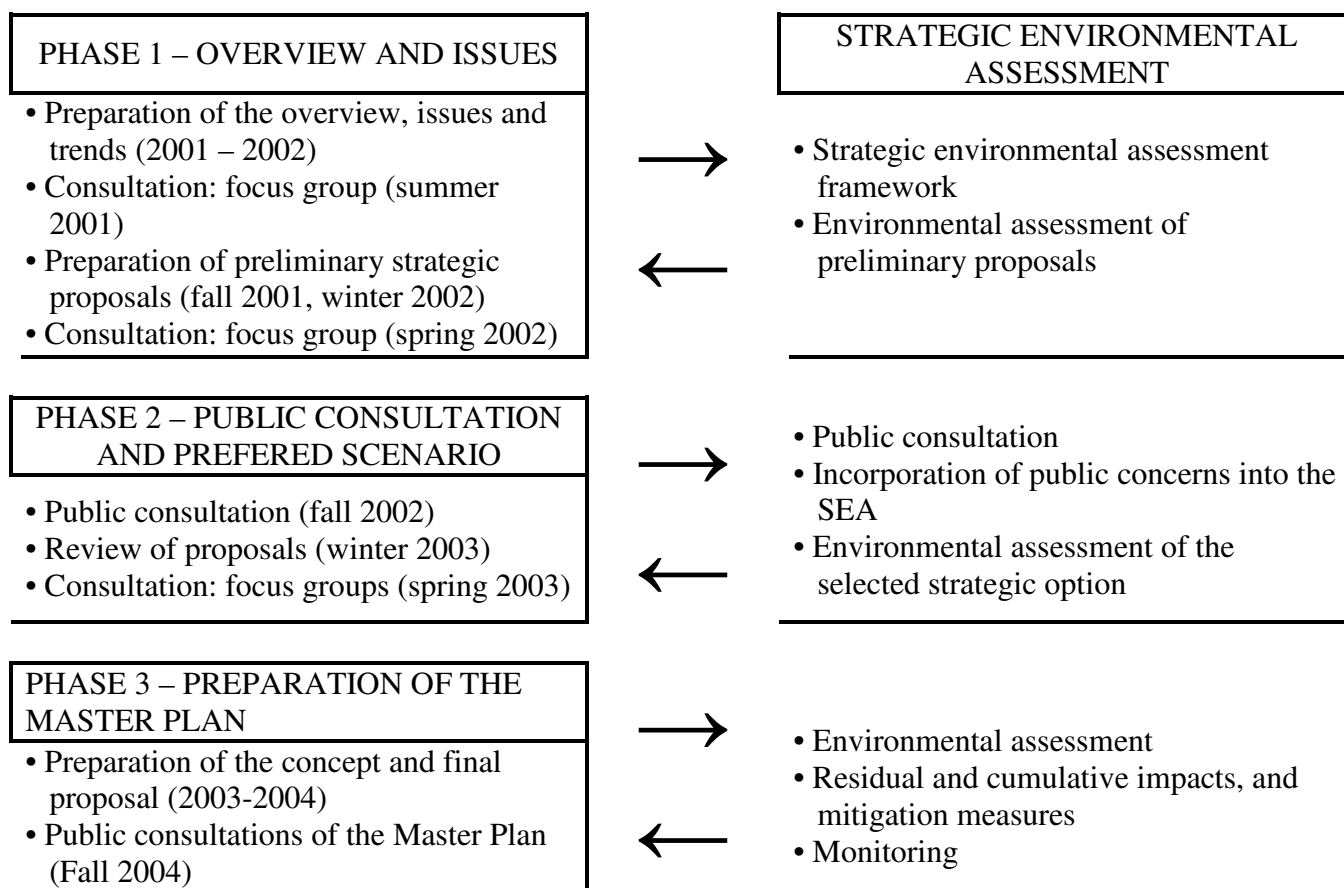 PHASE 1 – OVERVIEW AND ISSUES
• Preparation of the overview, issues and
trends (2001 – 2002)
• Consultation: focus group (summer
2001)
• Preparation of preliminary strategic
proposals (fall 2001, winter 2002)
• Consultation: focus group (spring 2002)
STRATEGIC ENVIRONMENTAL
ASSESSMENT
• Strategic environmental assessment
framework
• Environmental assessment of
preliminary proposals
PHASE 2 – PUBLIC CONSULTATION
AND PREFERED SCENARIO
• Public consultation (fall 2002)
• Review of proposals (winter 2003)
• Consultation: focus groups (spring 2003)
• Public consultation
• Incorporation of public concerns into the
SEA
• Environmental assessment of the
selected strategic option
PHASE 3 – PREPARATION OF THE
MASTER PLAN
• Preparation of the concept and final
proposal (2003-2004)
• Public consultations of the Master Plan
(Fall 2004)
• Environmental assessment
• Residual and cumulative impacts, and
mitigation measures
• Monitoring